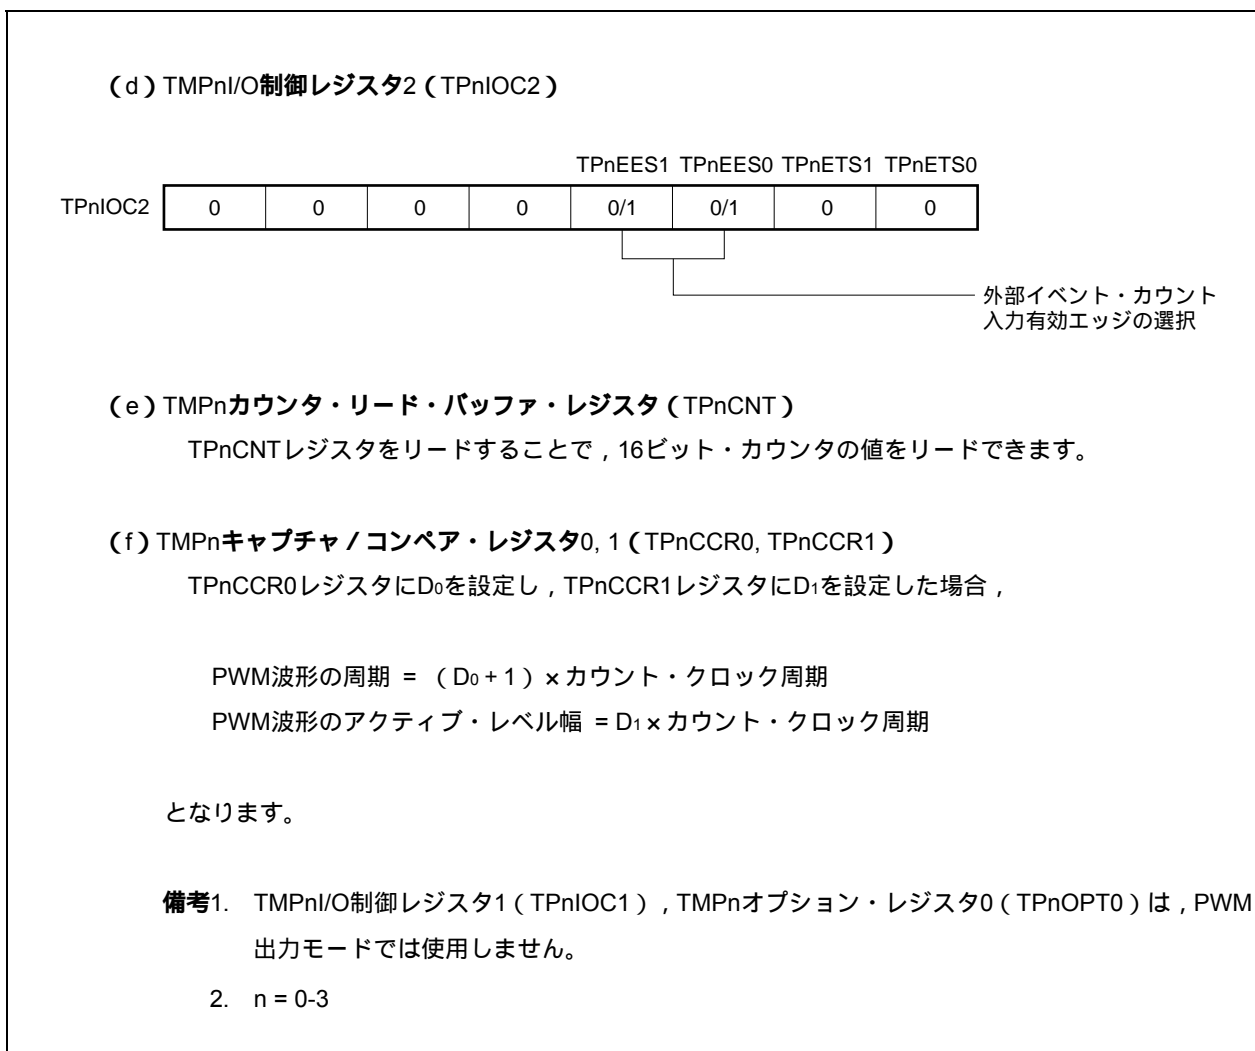 （d）TMPnI/O制御レジスタ2（TPnIOC2）
TPnEES1 TPnEES0 TPnETS1 TPnETS0
TPnIOC2 0 0 0 0 0/1 0/1 0 0
外部イベント・カウント
入力有効エッジの選択
（e）TMPnカウンタ・リード・バッファ・レジスタ（TPnCNT）
TPnCNTレジスタをリードすることで，16ビット・カウンタの値をリードできます。
（f）TMPnキャプチャ／コンペア・レジスタ0, 1（TPnCCR0, TPnCCR1）
TPnCCR0レジスタにD0を設定し，TPnCCR1レジスタにD1を設定した場合，
PWM波形の周期 = （D0 + 1）×カウント・クロック周期
PWM波形のアクティブ・レベル幅 = D1×カウント・クロック周期
となります。
備考1. TMPnI/O制御レジスタ1（TPnIOC1），TMPnオプション・レジスタ0（TPnOPT0）は，PWM
出力モードでは使用しません。
2. n = 0-3